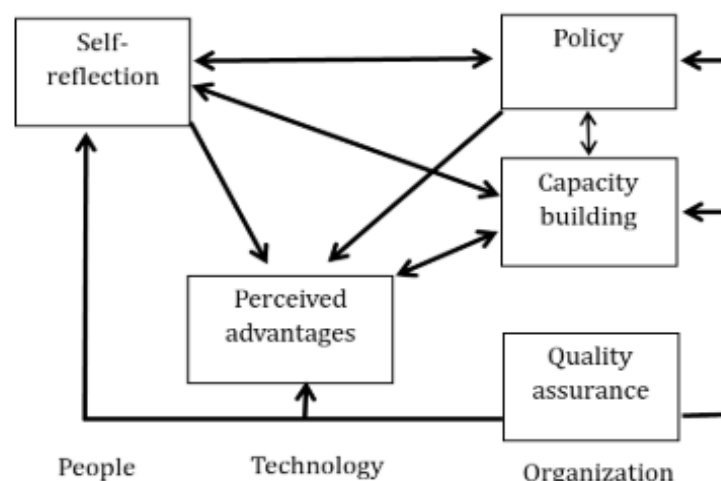 Self-
reflection
Policy
Capacity
building
Perceived
advantages
Quality
assurance
People
Technology
Organization